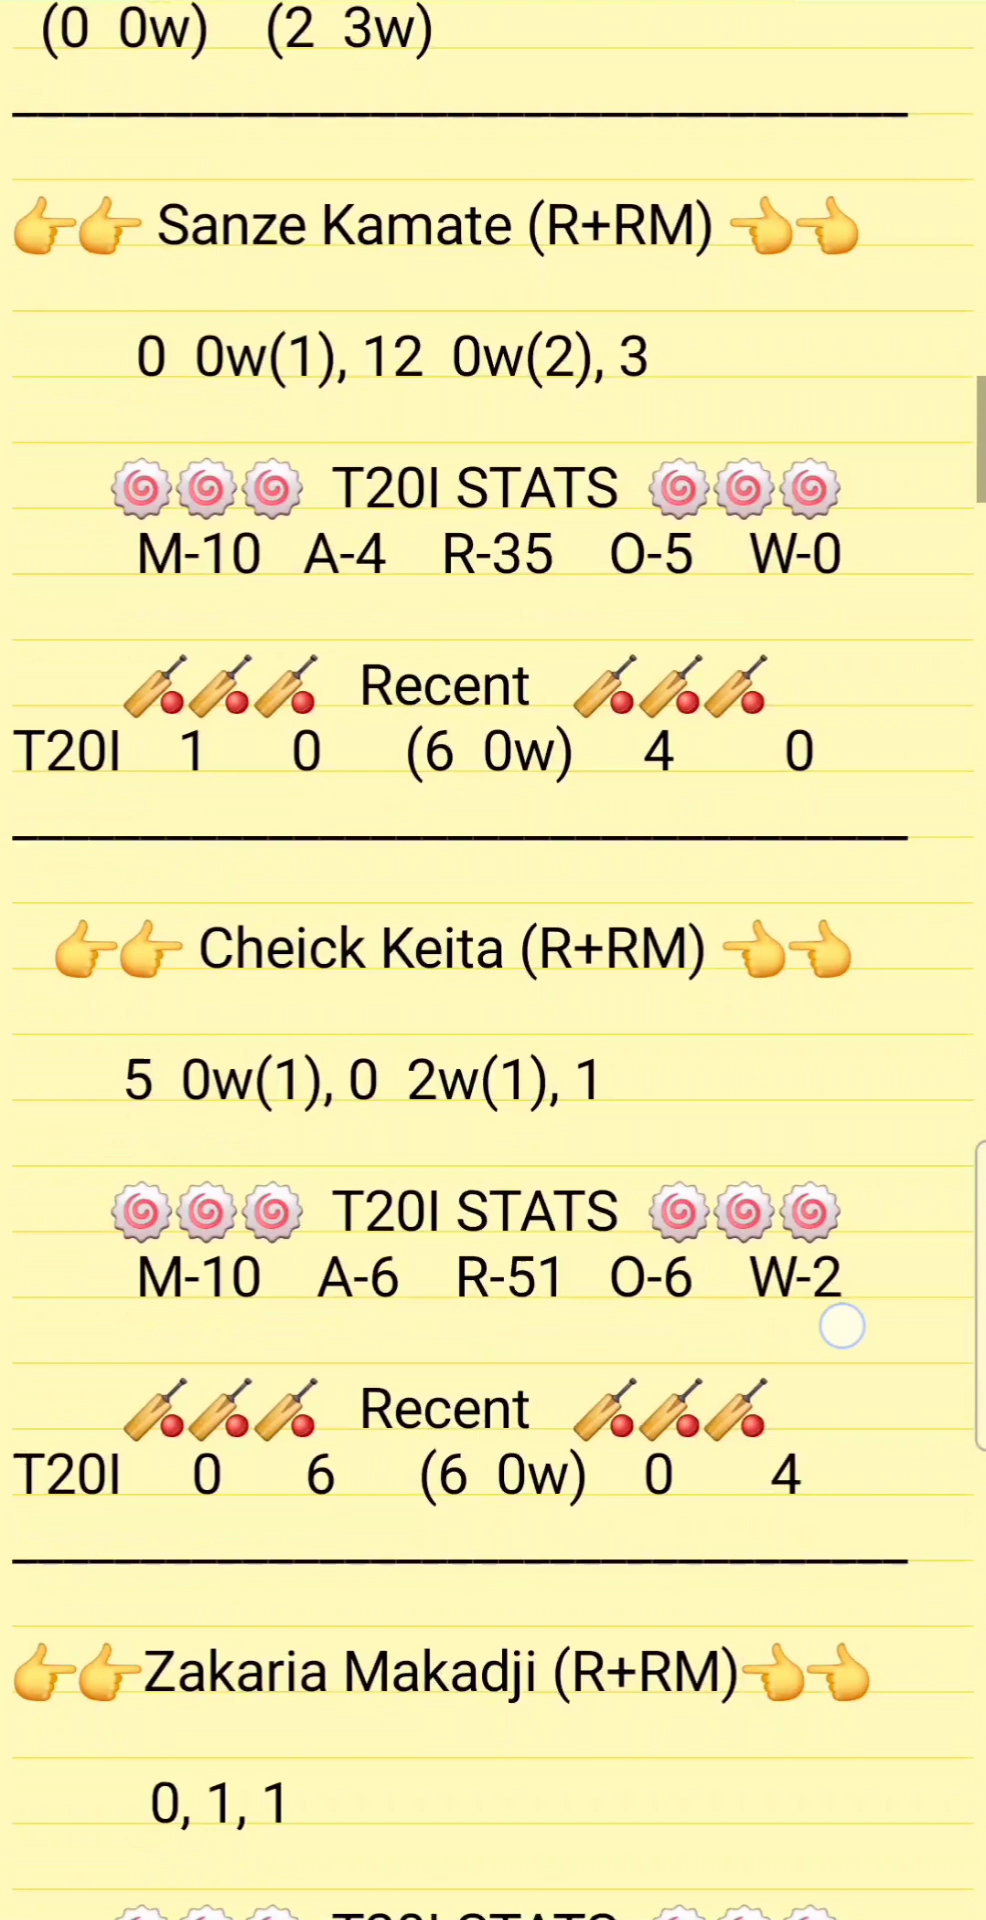 (0 0w) (2 3w)
👉👉 Sanze Kamate (R+RM) 👈👈
0 0w(1), 12 0w(2), 3
🍥🍥🍥 T20I STATS 🍥🍥🍥
M-10 A-4 R-35 O-5 W-0
🏏🏏🏏 Recent 🏏🏏🏏
T20I 1 0 (6 0w) 4 0
👉👉 Cheick Keita (R+RM) 👈👈
5 0w(1), 0 2w(1), 1
🍥🍥🍥 T20I STATS 🍥🍥🍥
M-10 A-6 R-51 O-6 W-2
🏏🏏🏏 Recent 🏏🏏🏏
T20I 0 6 (6 0w) 0 4
👉👉Zakaria Makadji (R+RM)👈👈
0, 1, 1
🍥🍥🍥 T20I STATS 🍥🍥🍥